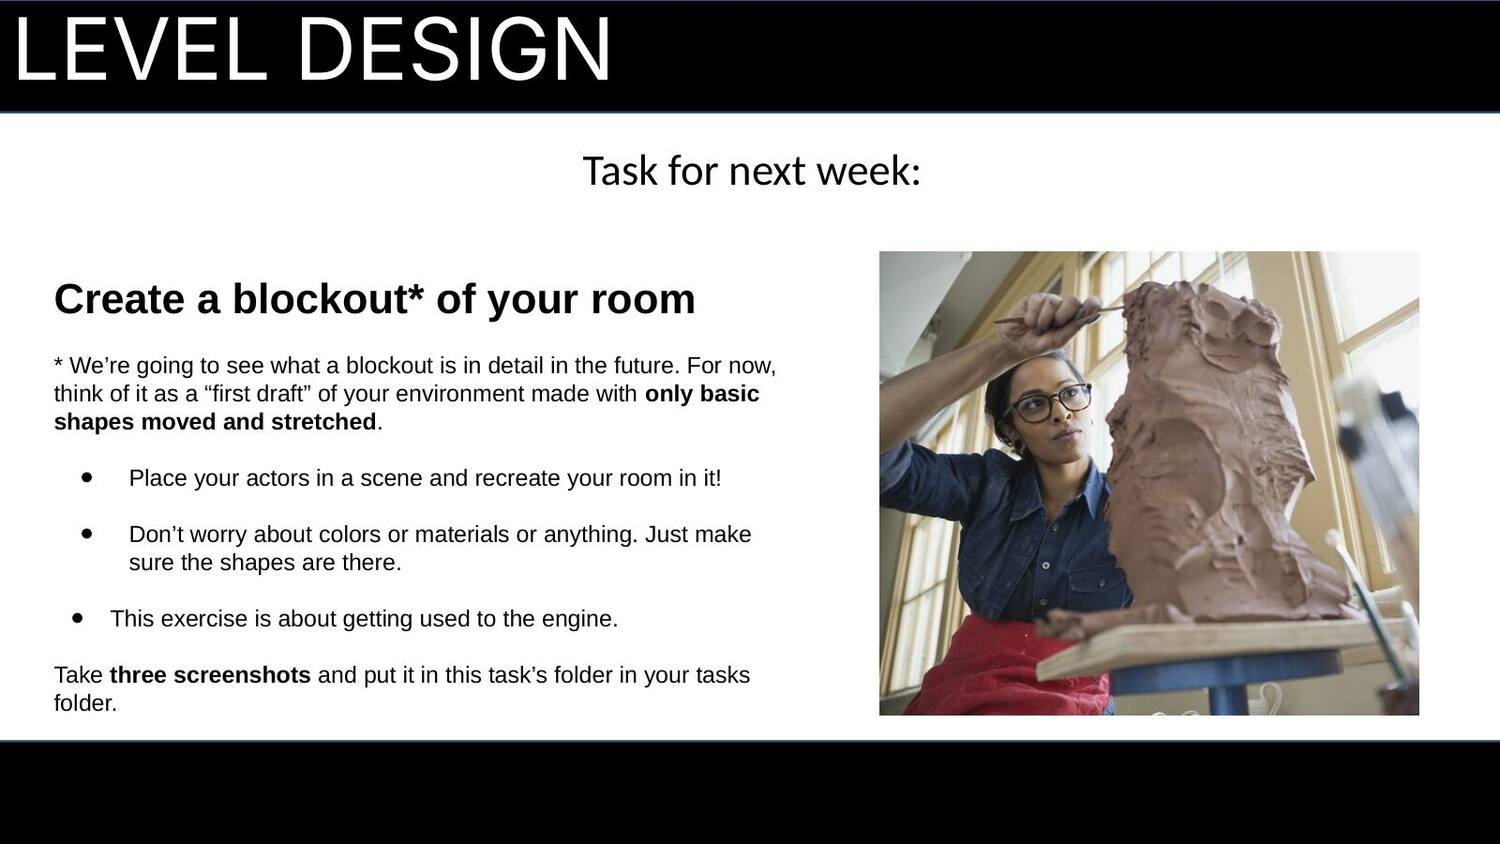 LEVEL DESIGN
Task for next week:
Create a blockout* of your room
* We’re going to see what a blockout is in detail in the future. For now,
think of it as a “first draft” of your environment made with only basic
shapes moved and stretched.
● Place your actors in a scene and recreate your room in it!
● Don’t worry about colors or materials or anything. Just make
sure the shapes are there.
● This exercise is about getting used to the engine.
Take three screenshots and put it in this task’s folder in your tasks
folder.